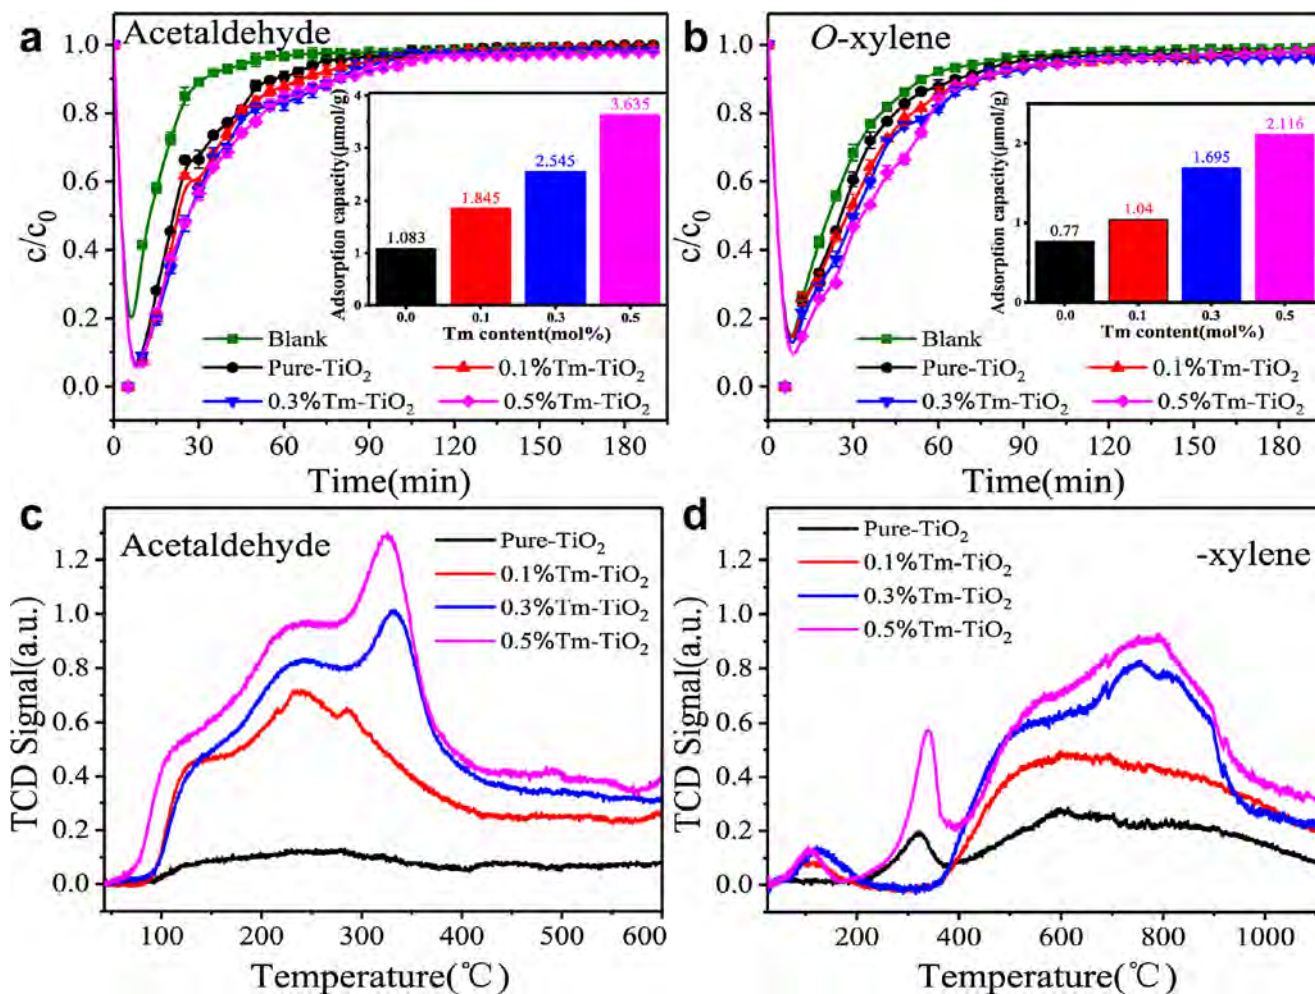 a
Acetaldehyde
1.0
0.8
0.6
0.4
0.2
0.0
c/c0
Adsorption capacity(μmol/g)
4
3
2
1
0
1.083
1.845
2.545
3.635
0.0
0.1
0.3
0.5
Tm content(mol%)
Blank
Pure-TiO2
0.1%Tm-TiO2
0.3%Tm-TiO2
0.5%Tm-TiO2
0
30
60
90
120
150
180
Time(min)
b
O-xylene
1.0
0.8
0.6
0.4
0.2
0.0
c/c0
Adsorption capacity(μmol/g)
2
1
0
0.77
1.04
1.695
2.116
0.0
0.1
0.3
0.5
Tm content(mol%)
Blank
Pure-TiO2
0.1%Tm-TiO2
0.3%Tm-TiO2
0.5%Tm-TiO2
0
30
60
90
120
150
180
Time(min)
c
Acetaldehyde
Pure-TiO2
0.1%Tm-TiO2
0.3%Tm-TiO2
0.5%Tm-TiO2
1.2
1.0
0.8
0.6
0.4
0.2
0.0
TCD Signal(a.u.)
100
200
300
400
500
600
Temperature(℃)
d
-xylene
Pure-TiO2
0.1%Tm-TiO2
0.3%Tm-TiO2
0.5%Tm-TiO2
1.2
1.0
0.8
0.6
0.4
0.2
0.0
TCD Signal(a.u.)
200
400
600
800
1000
Temperature(℃)